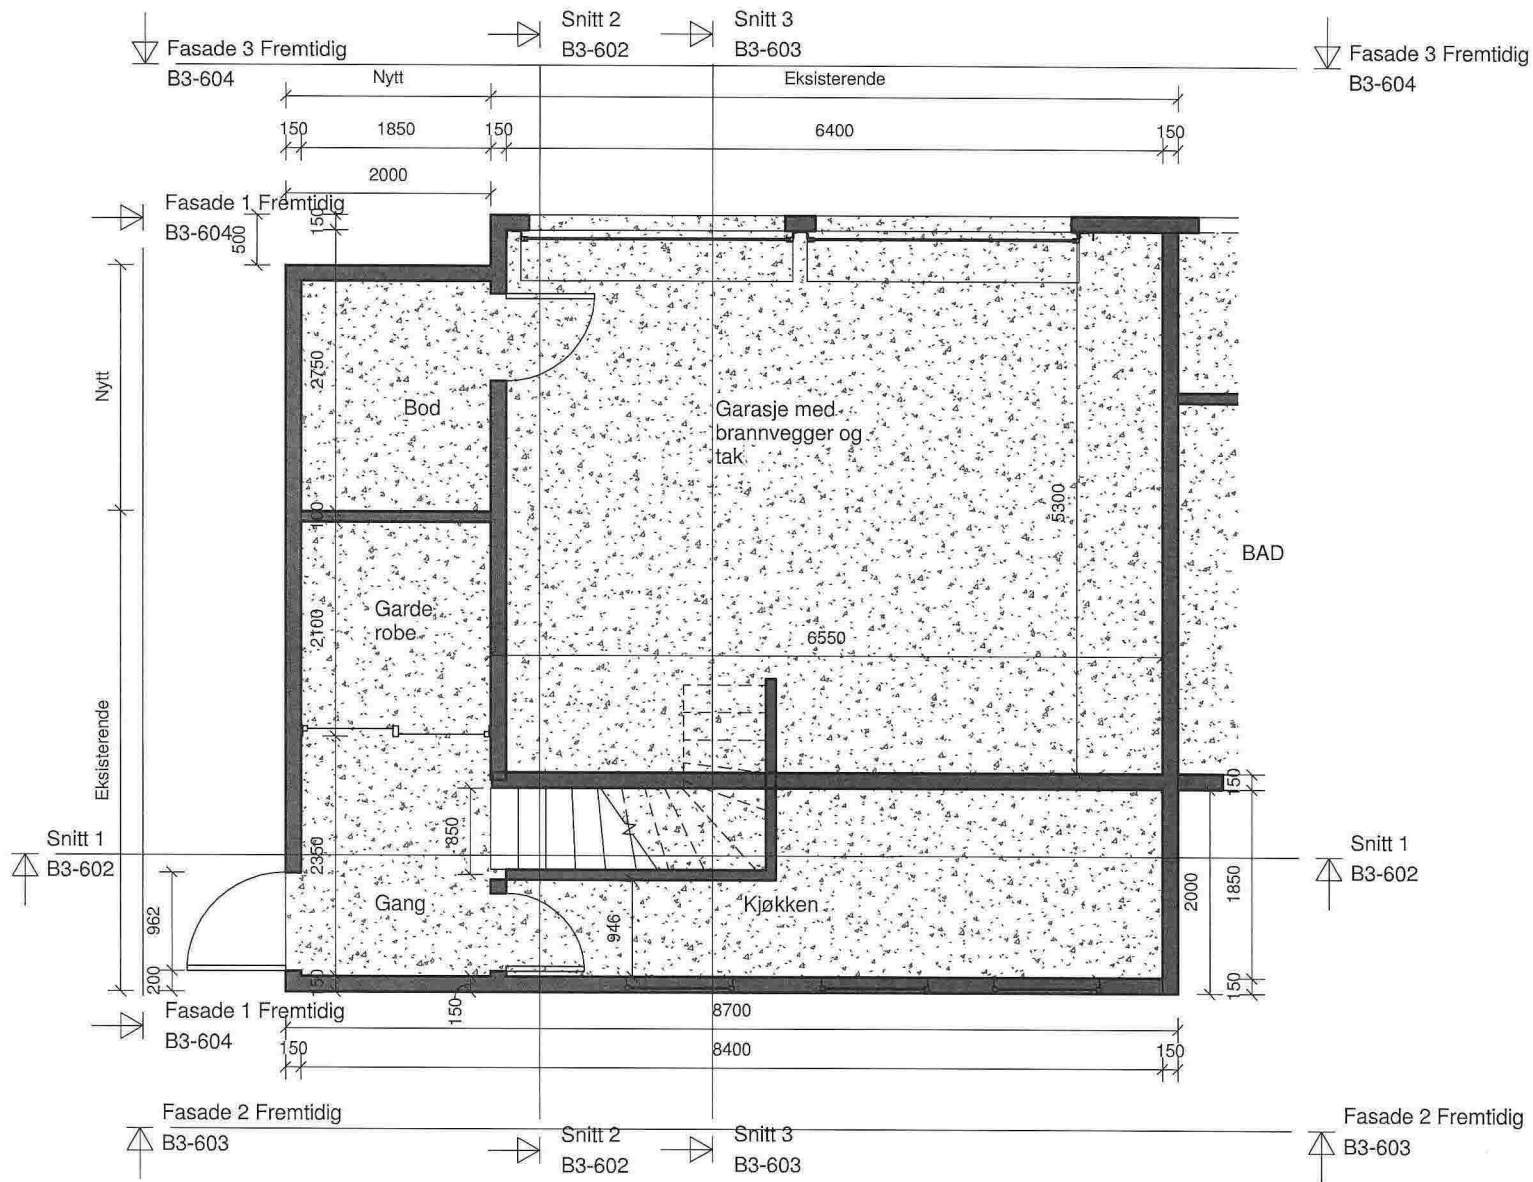 Snitt 2
B3-602
Snitt 3
B3-603
Fasade 3 Fremtidig
B3-604
Fasade 3 Fremtidig
B3-604
Nytt
Eksisterende
150
1850
150
6400
150
2000
Fasade 1 Fremtidig
B3-604
500
150
Nytt
2750
Bod
Garasje med
brannvegger og
tak
100
5300
BAD
Garde
robe
2100
6550
Eksisterende
150
Snitt 1
B3-602
850
2350
Snitt 1
B3-602
962
Gang
946
Kjøkken
2000
1850
200
150
150
150
Fasade 1 Fremtidig
B3-604
8700
150
8400
150
Fasade 2 Fremtidig
B3-603
Snitt 2
B3-602
Snitt 3
B3-603
Fasade 2 Fremtidig
B3-603